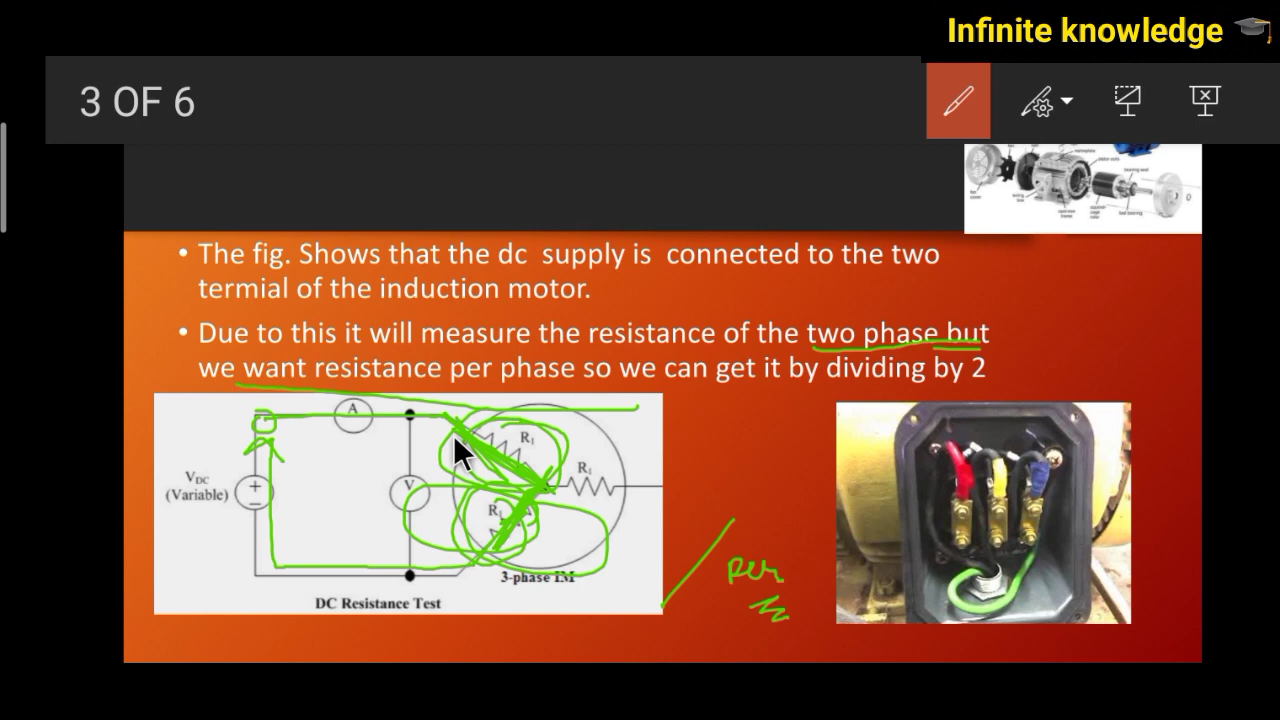 Infinite knowledge
3 OF 6
• The fig. Shows that the dc supply is connected to the two
termial of the induction motor.
• Due to this it will measure the resistance of the two phase but
we want resistance per phase so we can get it by dividing by 2
A
R₁
R₁
V_DC
(Variable)
+
−
V
R₁
3-phase IM
DC Resistance Test
per